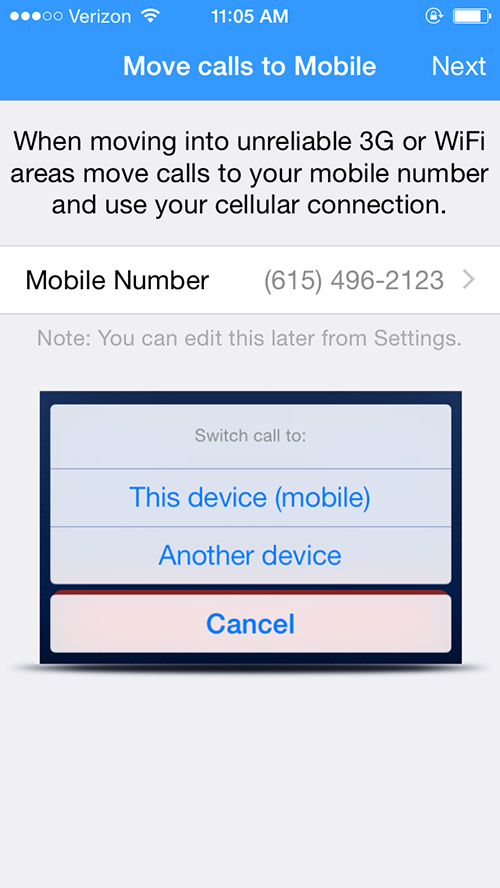 Verizon 11:05 AM
Move calls to Mobile Next
When moving into unreliable 3G or WiFi
areas move calls to your mobile number
and use your cellular connection.
Mobile Number (615) 496-2123
Note: You can edit this later from Settings.
Switch call to:
This device (mobile)
Another device
Cancel